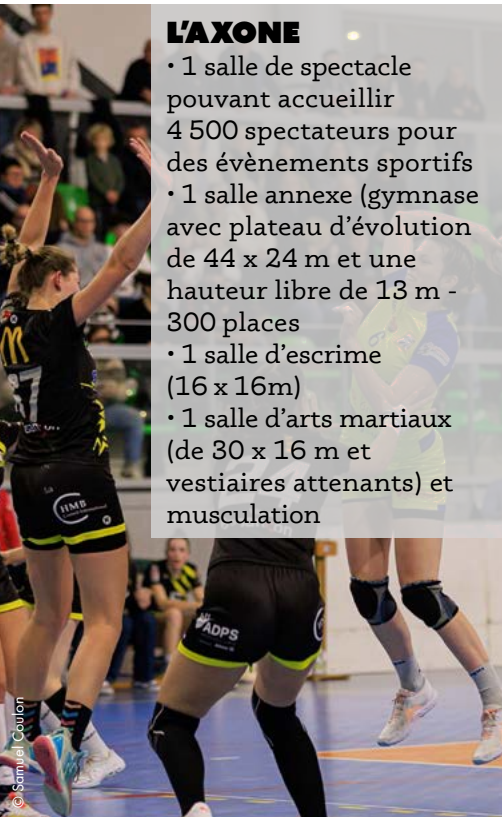 L'AXONE
• 1 salle de spectacle
pouvant accueillir
4 500 spectateurs pour
des évènements sportifs
• 1 salle annexe (gymnase
avec plateau d'évolution
de 44 x 24 m et une
hauteur libre de 13 m -
300 places
• 1 salle d'escrime
(16 x 16m)
• 1 salle d'arts martiaux
(de 30 x 16 m et
vestiaires attenants) et
musculation
HMB
ADPS
© Samuel Coulon